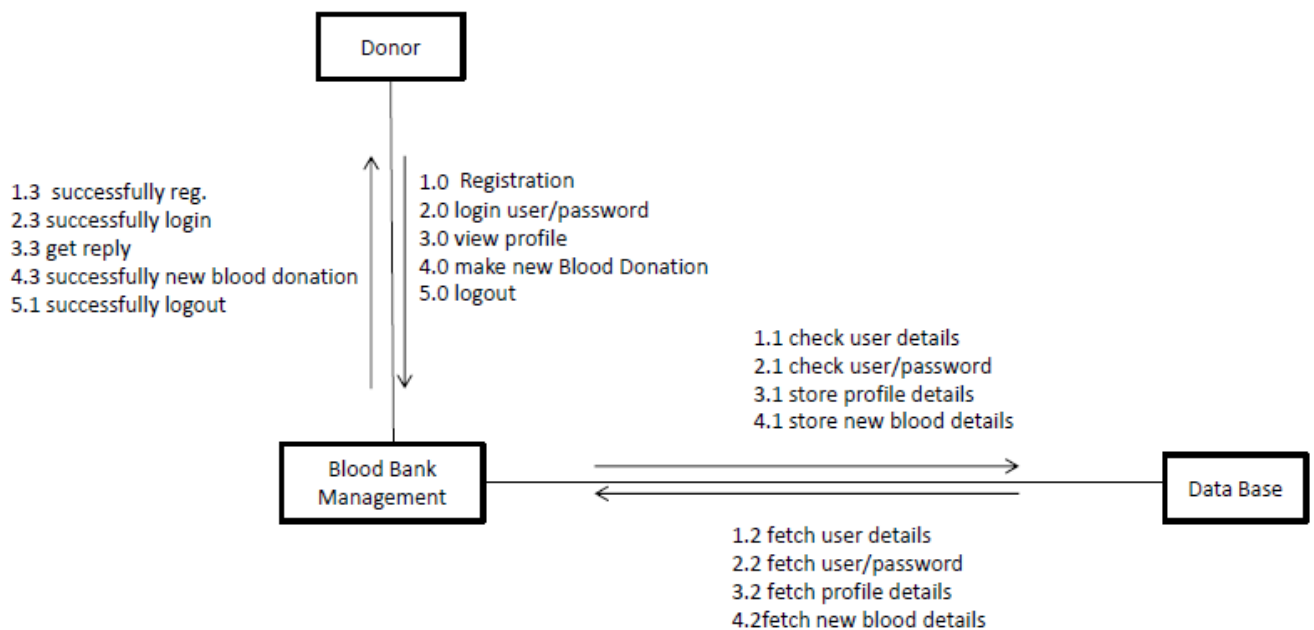 Donor
1.3 successfully reg.
2.3 successfully login
3.3 get reply
4.3 successfully new blood donation
5.1 successfully logout
1.0 Registration
2.0 login user/password
3.0 view profile
4.0 make new Blood Donation
5.0 logout
1.1 check user details
2.1 check user/password
3.1 store profile details
4.1 store new blood details
Blood Bank
Management
Data Base
1.2 fetch user details
2.2 fetch user/password
3.2 fetch profile details
4.2fetch new blood details